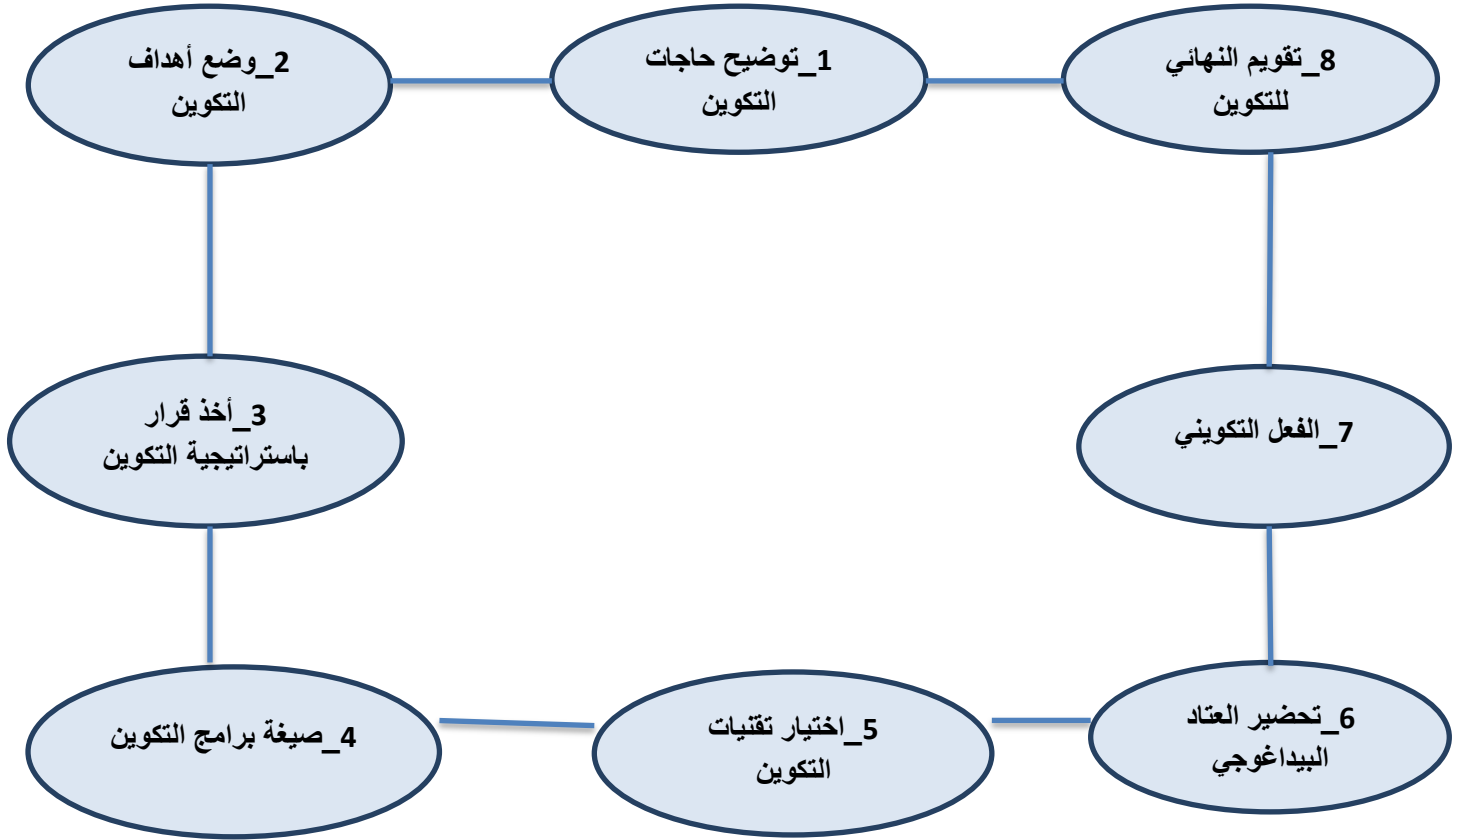 1_توضيح حاجات
التكوين
2_وضع أهداف
التكوين
3_أخذ قرار
باستراتيجية التكوين
4_صيغة برامج التكوين
5_اختيار تقنيات
التكوين
6_تحضير العتاد
البيداغوجي
7_الفعل التكويني
8_تقويم النهائي
للتكوين